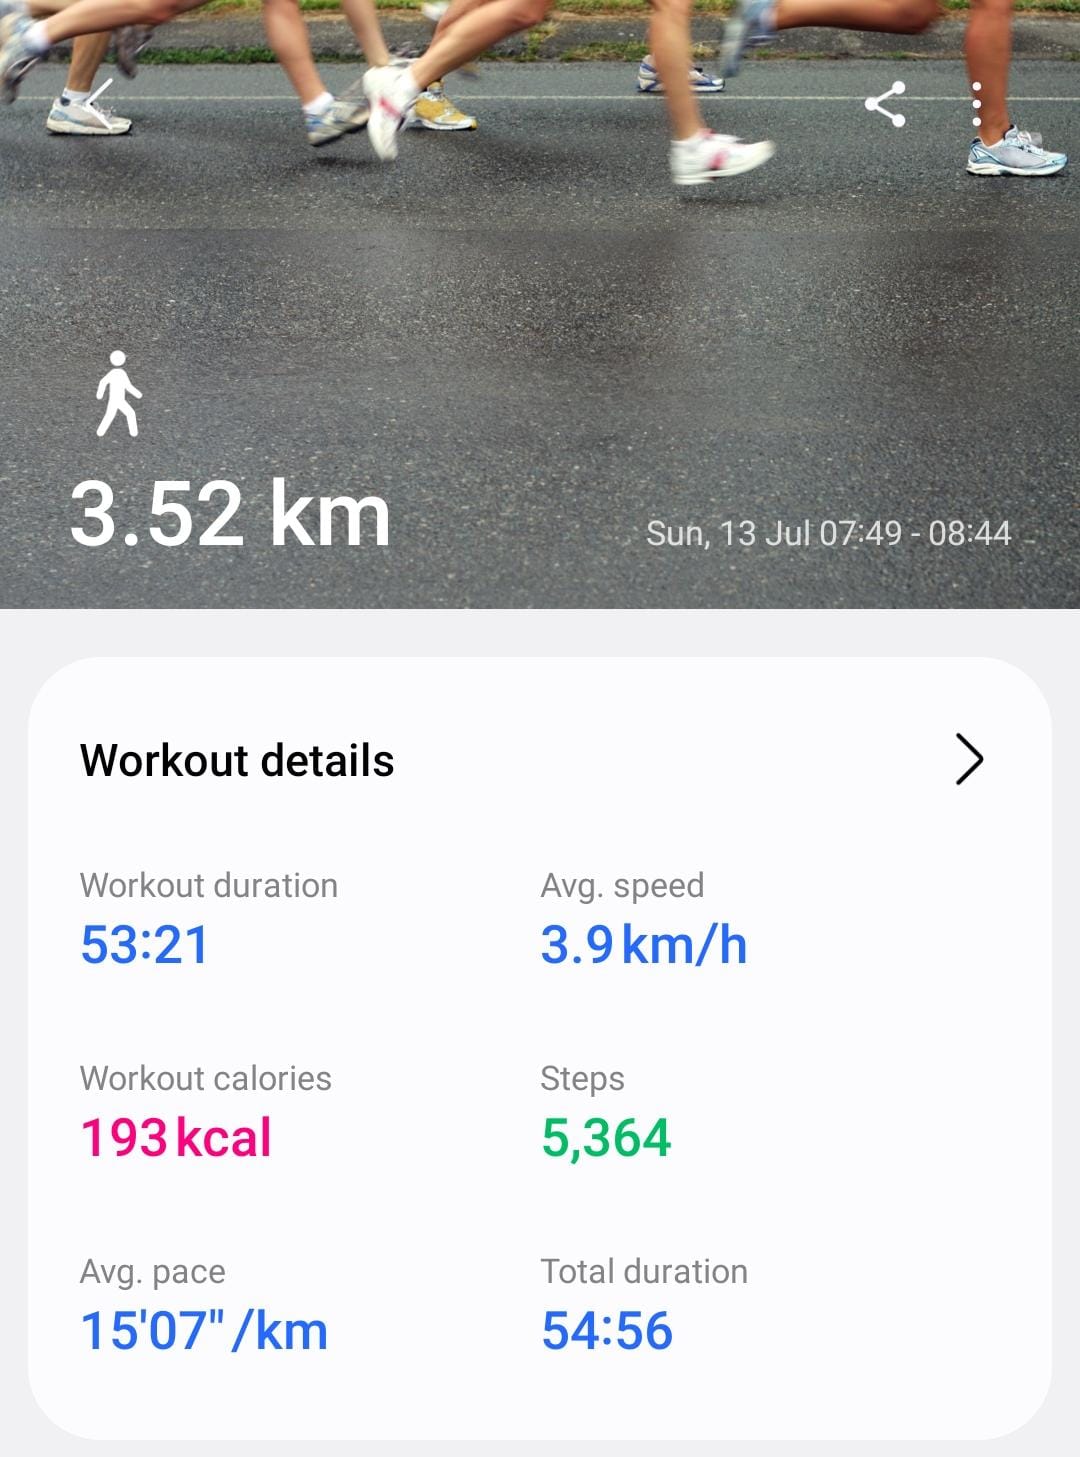 3.52 km
Sun, 13 Jul 07:49 - 08:44
Workout details
Workout duration
Avg. speed
53:21
3.9 km/h
Workout calories
Steps
193 kcal
5,364
Avg. pace
Total duration
15'07" /km
54:56